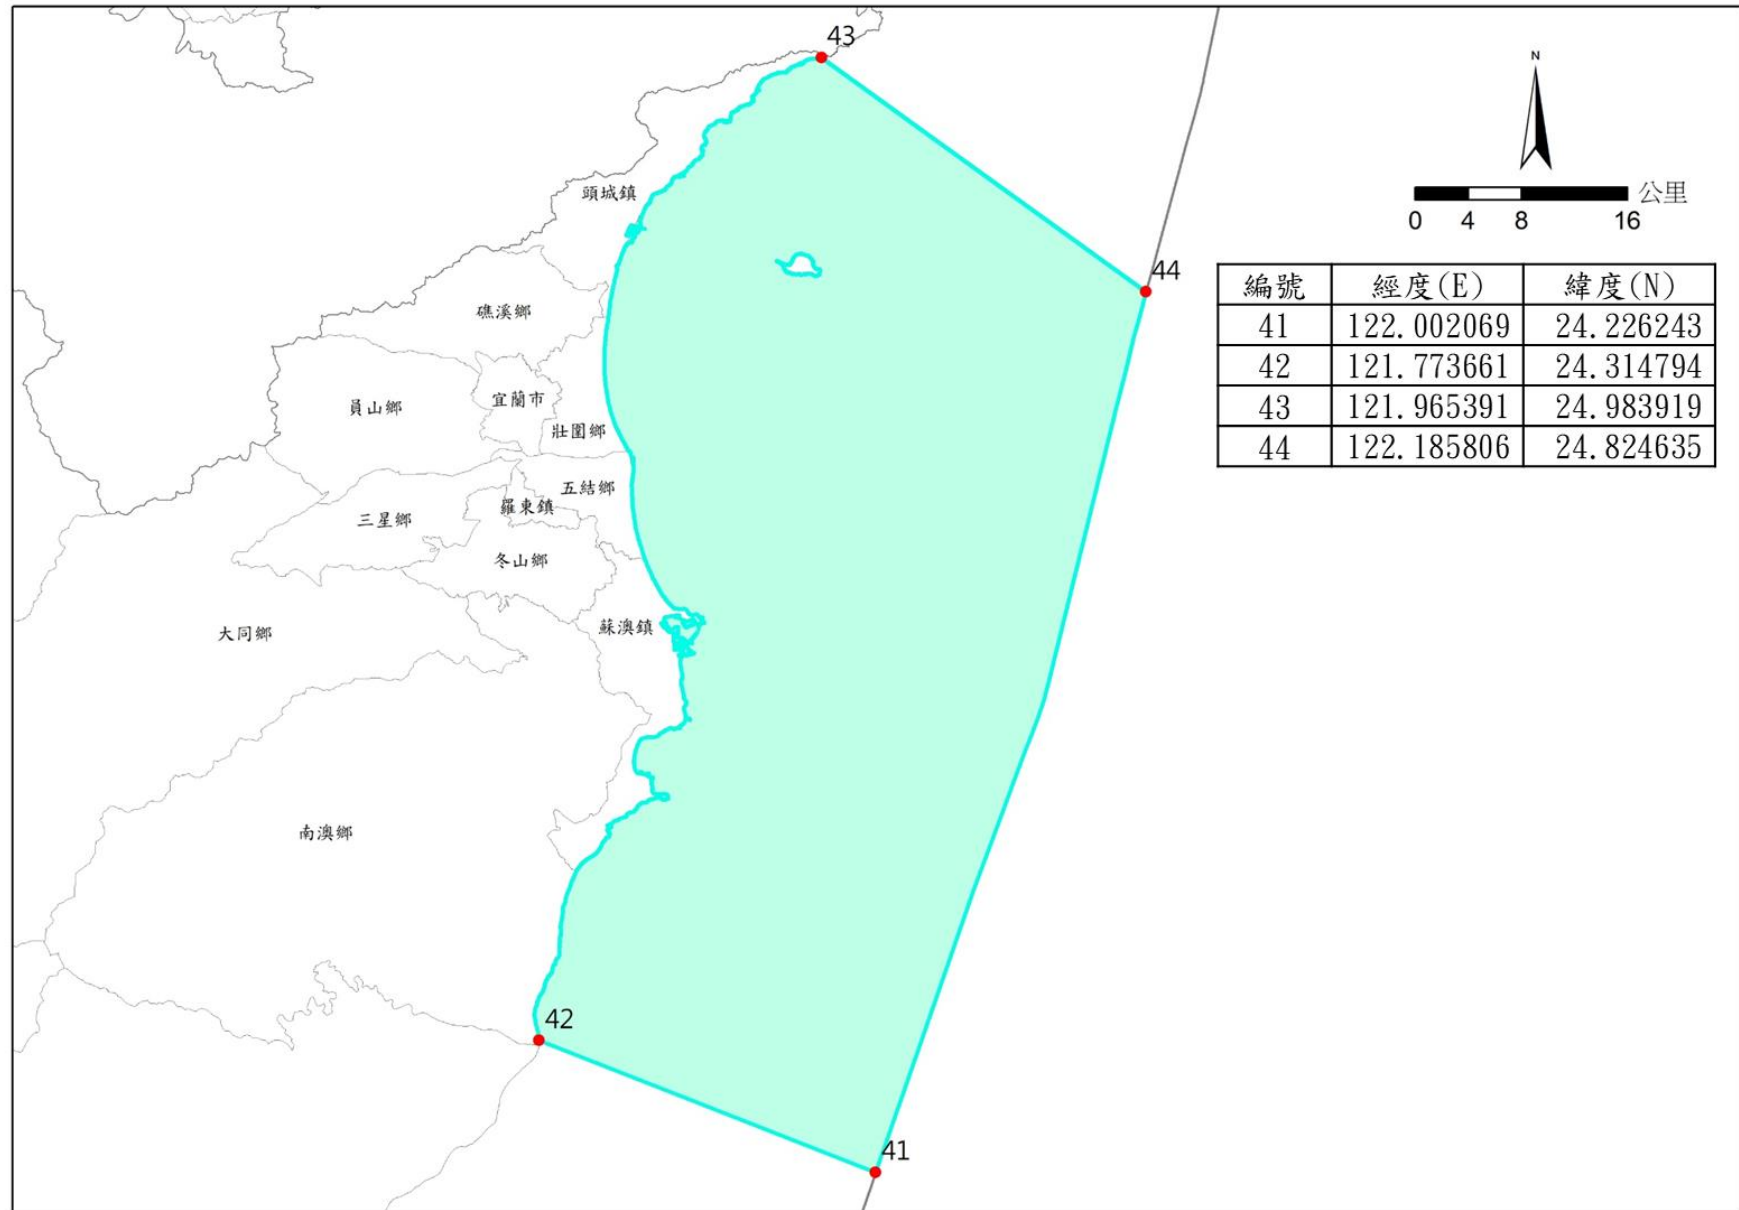 43
N
公里
0 4 8 16
頭城鎮
44
編號 經度(E) 緯度(N)
41 122.002069 24.226243
42 121.773661 24.314794
43 121.965391 24.983919
44 122.185806 24.824635
礁溪鄉
員山鄉
宜蘭市
壯圍鄉
五結鄉
羅東鎮
三星鄉
冬山鄉
蘇澳鎮
大同鄉
南澳鄉
42
41